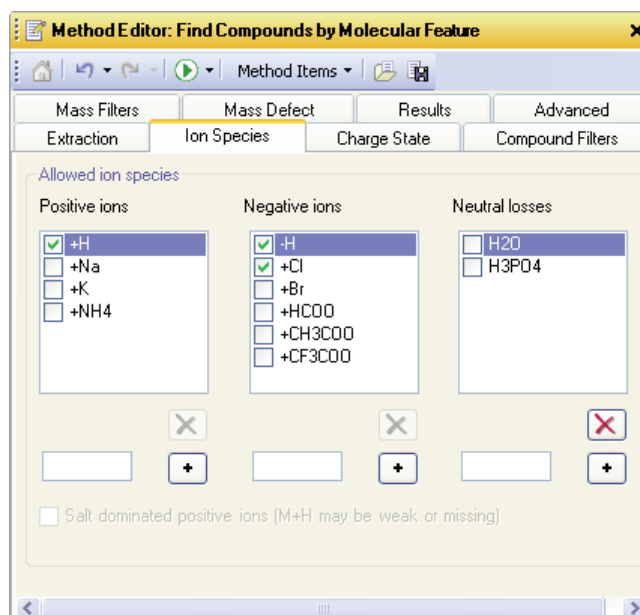 Method Editor: Find Compounds by Molecular Feature
Method Items
Mass Filters Mass Defect Results Advanced
Extraction Ion Species Charge State Compound Filters
Allowed ion species
Positive ions Negative ions Neutral losses
+H -H H2O
+Na +Cl H3PO4
+K +Br
+NH4 +HCOO
+CH3COO
+CF3COO
Salt dominated positive ions (M+H may be weak or missing)